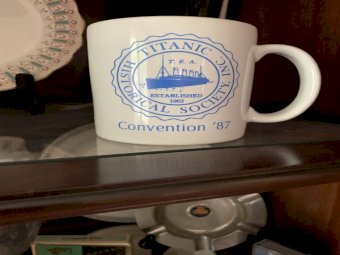 TITANIC
HISTORICAL SOCIETY, INC.
T.E.A.
ESTABLISHED
1963
Convention '87